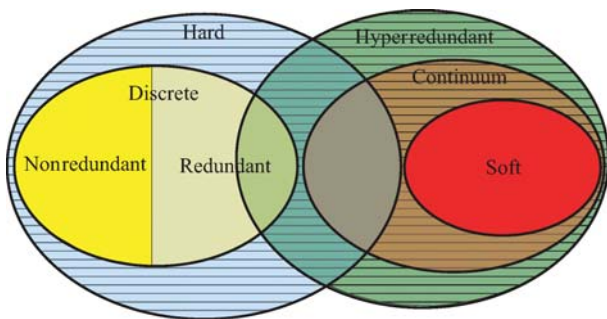 Hard
Hyperredundant
Continuum
Discrete
Nonredundant
Redundant
Soft